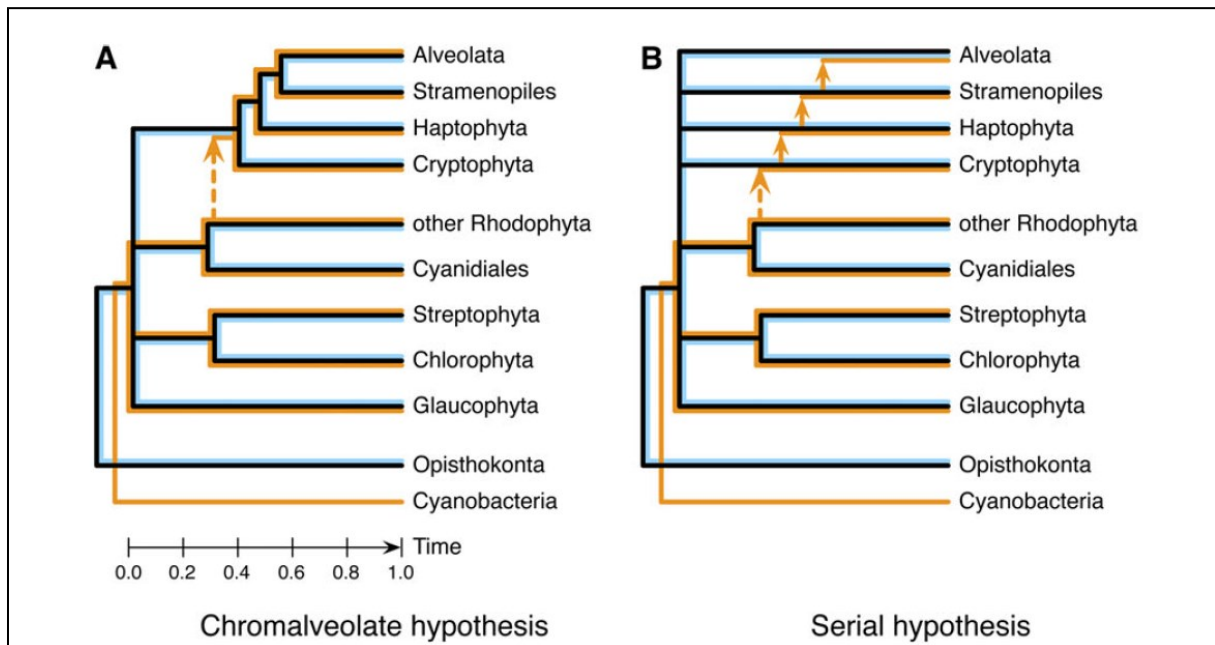 A
Alveolata
Stramenopiles
Haptophyta
Cryptophyta
other Rhodophyta
Cyanidiales
Streptophyta
Chlorophyta
Glaucophyta
Opisthokonta
Cyanobacteria
Time
0.0 0.2 0.4 0.6 0.8 1.0
Chromalveolate hypothesis
B
Alveolata
Stramenopiles
Haptophyta
Cryptophyta
other Rhodophyta
Cyanidiales
Streptophyta
Chlorophyta
Glaucophyta
Opisthokonta
Cyanobacteria
Serial hypothesis